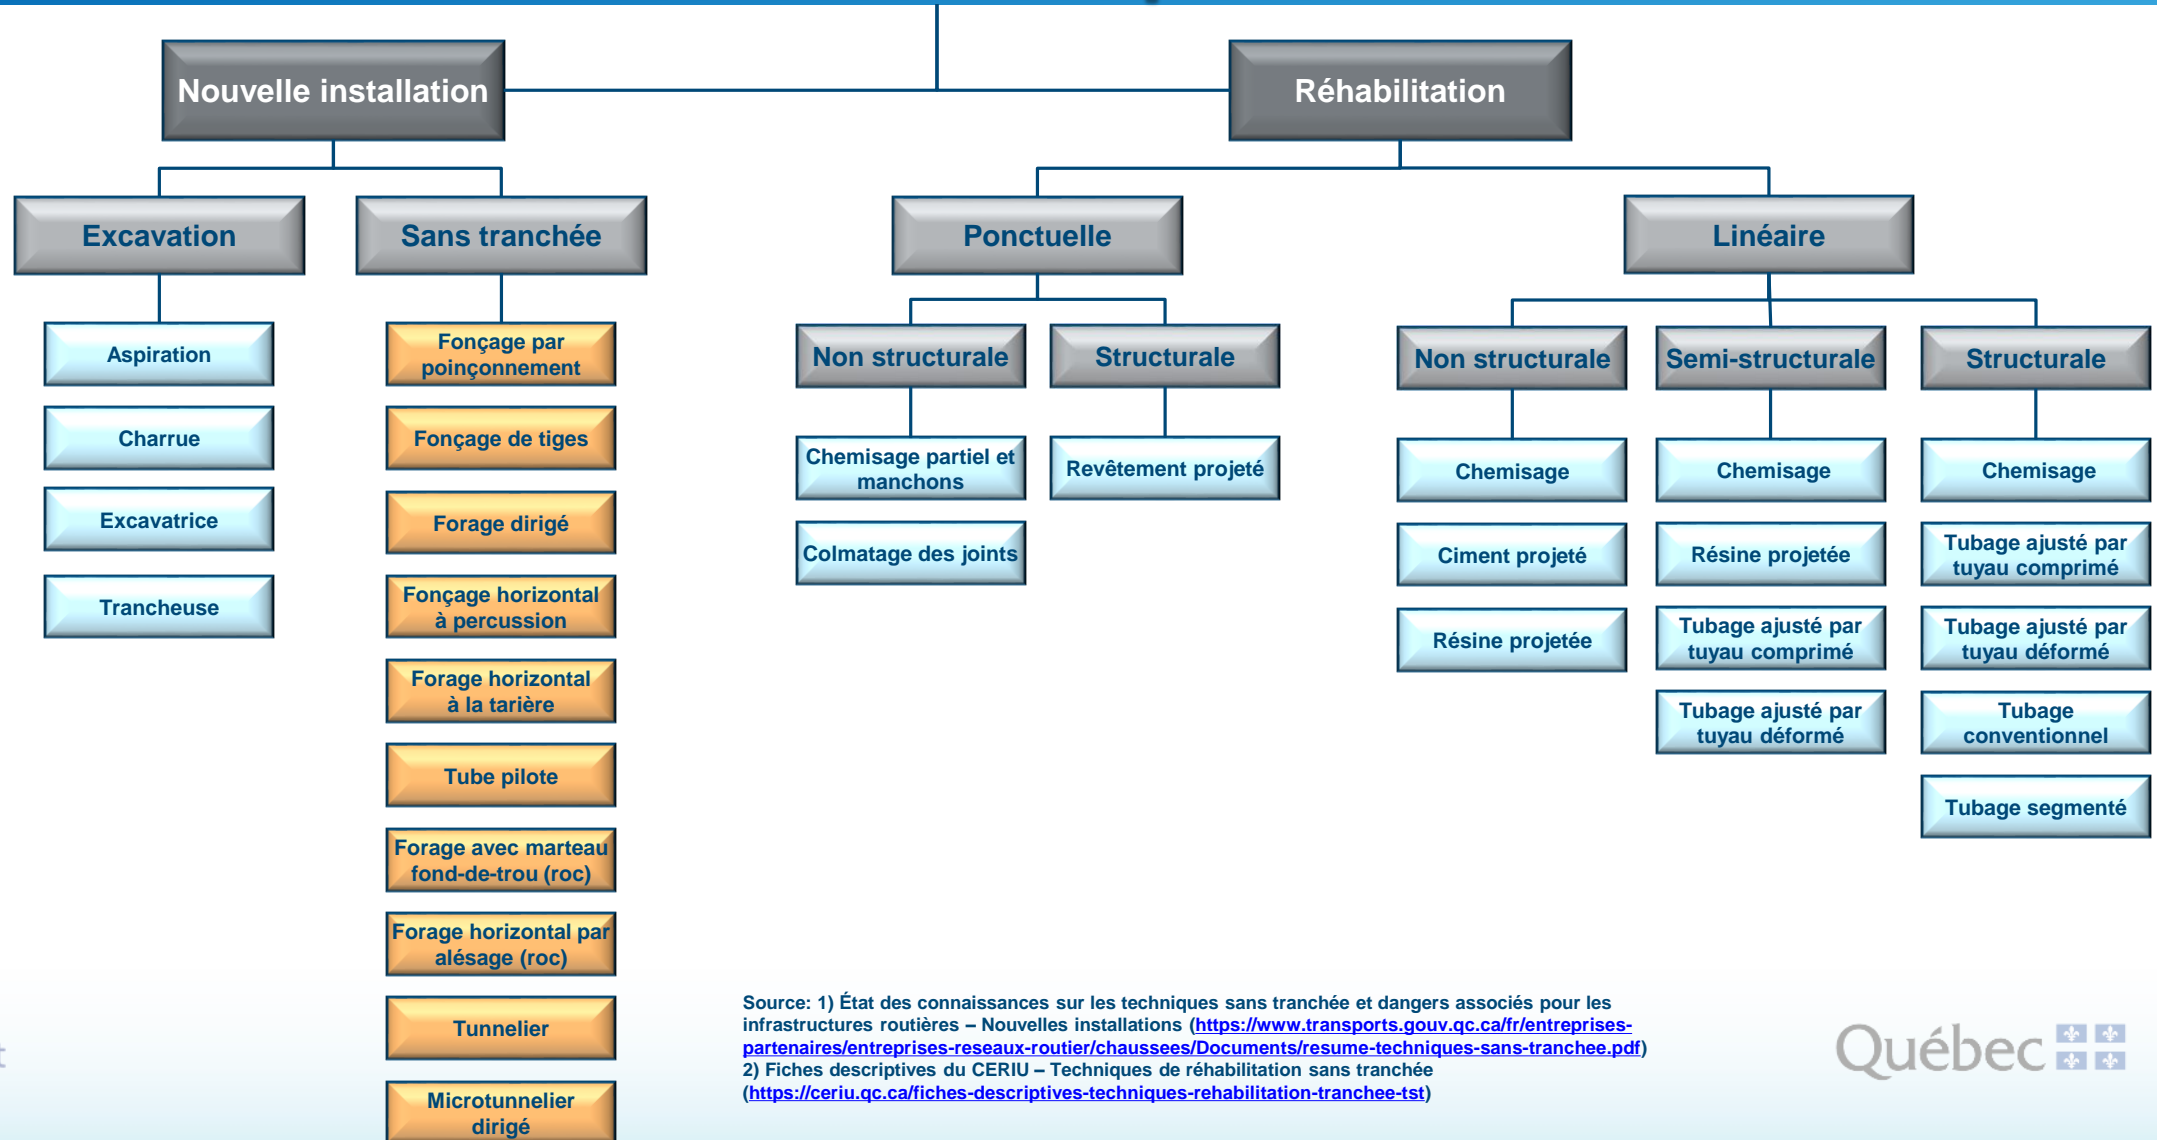 Nouvelle installation
Réhabilitation
Excavation
Sans tranchée
Ponctuelle
Linéaire
Aspiration
Charrue
Excavatrice
Trancheuse
Fonçage par
poinçonnement
Fonçage de tiges
Forage dirigé
Fonçage horizontal
à percussion
Forage horizontal
à la tarière
Tube pilote
Forage avec marteau
fond-de-trou (roc)
Forage horizontal par
alésage (roc)
Tunnelier
Microtunnelier
dirigé
Non structurale
Structurale
Chemisage partiel et
manchons
Colmatage des joints
Revêtement projeté
Non structurale
Semi-structurale
Structurale
Chemisage
Ciment projeté
Résine projetée
Chemisage
Résine projetée
Tubage ajusté par
tuyau comprimé
Tubage ajusté par
tuyau déformé
Chemisage
Tubage ajusté par
tuyau comprimé
Tubage ajusté par
tuyau déformé
Tubage
conventionnel
Tubage segmenté
Source: 1) État des connaissances sur les techniques sans tranchée et dangers associés pour les
infrastructures routières – Nouvelles installations (https://www.transports.gouv.qc.ca/fr/entreprises-
partenaires/entreprises-reseaux-routier/chaussees/Documents/resume-techniques-sans-tranchee.pdf)
2) Fiches descriptives du CERIU – Techniques de réhabilitation sans tranchée
(https://ceriu.qc.ca/fiches-descriptives-techniques-rehabilitation-tranchee-tst)
Québec